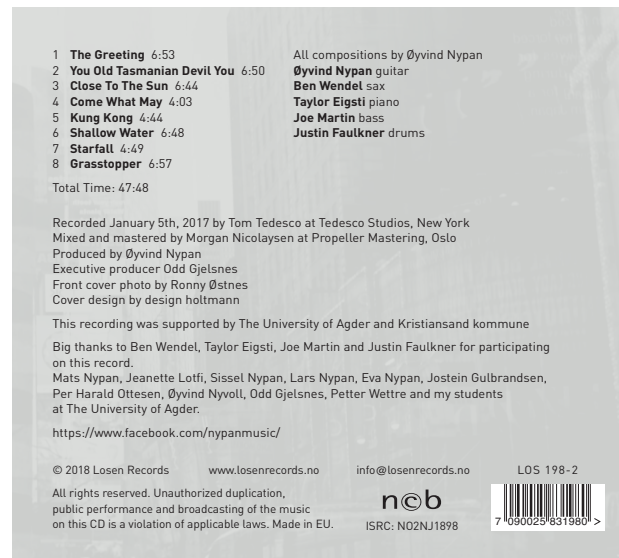 1 The Greeting 6:53
2 You Old Tasmanian Devil You 6:50
3 Close To The Sun 6:44
4 Come What May 4:03
5 Kung Kong 4:44
6 Shallow Water 6:48
7 Starfall 4:49
8 Grasstopper 6:57
Total Time: 47:48
All compositions by Øyvind Nypan
Øyvind Nypan guitar
Ben Wendel sax
Taylor Eigsti piano
Joe Martin bass
Justin Faulkner drums
Recorded January 5th, 2017 by Tom Tedesco at Tedesco Studios, New York
Mixed and mastered by Morgan Nicolaysen at Propeller Mastering, Oslo
Produced by Øyvind Nypan
Executive producer Odd Gjelsnes
Front cover photo by Ronny Østnes
Cover design by design holtmann
This recording was supported by The University of Agder and Kristiansand kommune
Big thanks to Ben Wendel, Taylor Eigsti, Joe Martin and Justin Faulkner for participating
on this record.
Mats Nypan, Jeanette Lotfi, Sissel Nypan, Lars Nypan, Eva Nypan, Jostein Gulbrandsen,
Per Harald Ottesen, Øyvind Nyvoll, Odd Gjelsnes, Petter Wettre and my students
at The University of Agder.
https://www.facebook.com/nypanmusic/
© 2018 Losen Records www.losenrecords.no info@losenrecords.no LOS 198-2
All rights reserved. Unauthorized duplication,
public performance and broadcasting of the music
on this CD is a violation of applicable laws. Made in EU.
n©b
ISRC: NO2NJ1898
7 090025 831980 >